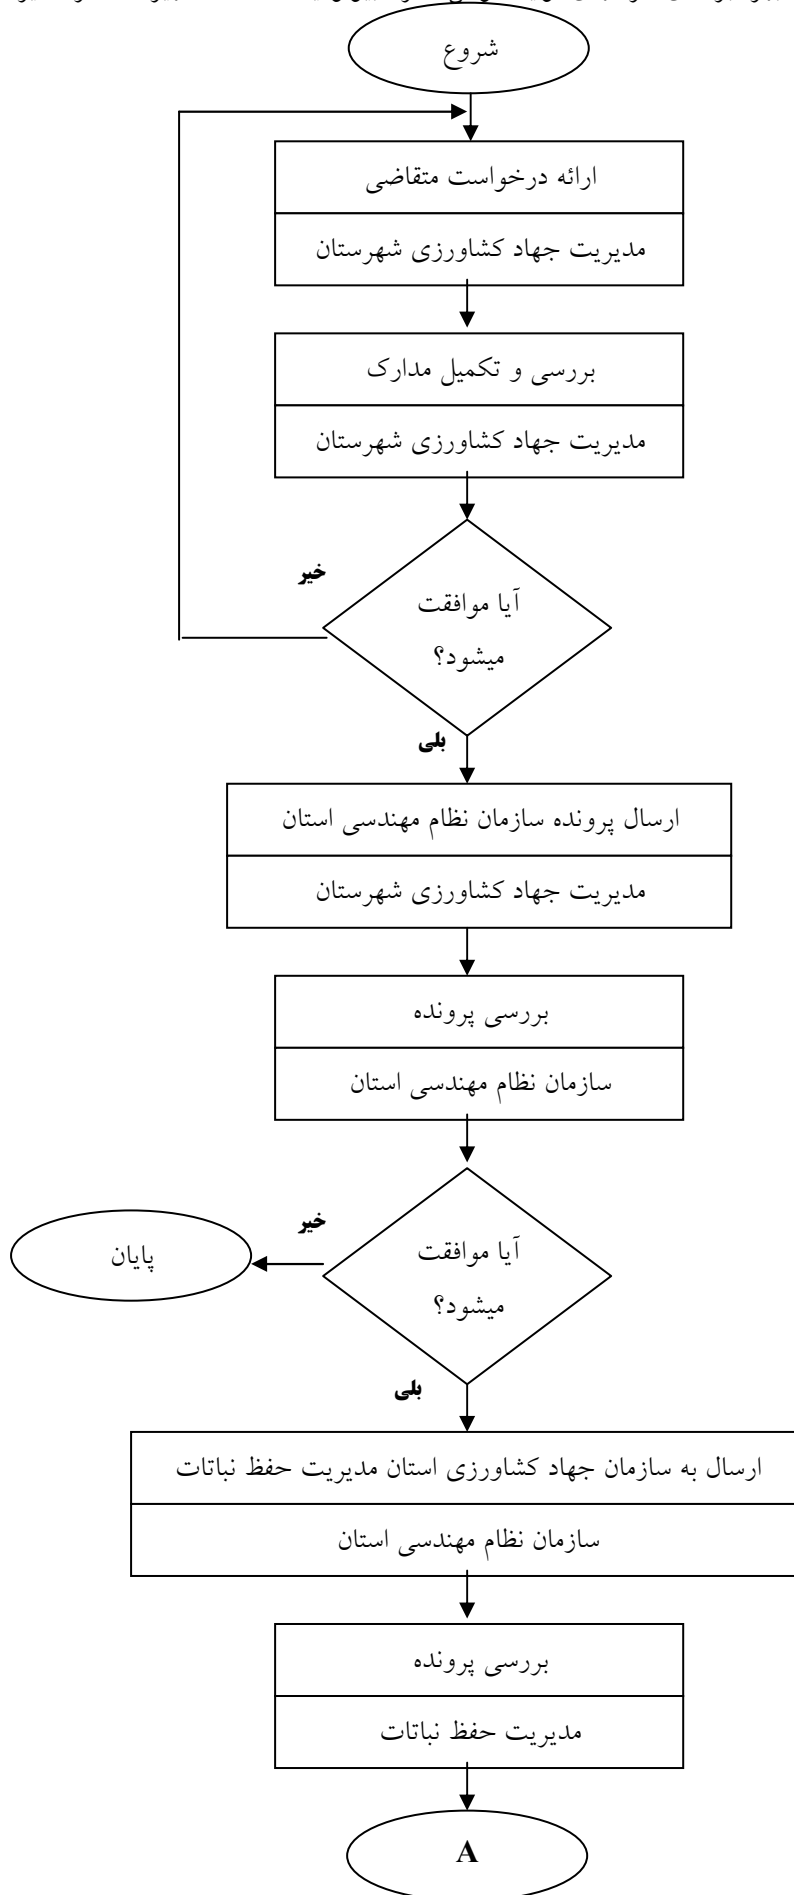 شروع
ارائه درخواست متقاضی
مدیریت جهاد کشاورزی شهرستان
بررسی و تکمیل مدارک
مدیریت جهاد کشاورزی شهرستان
خیر
آیا موافقت
میشود؟
بلی
ارسال پرونده سازمان نظام مهندسی استان
مدیریت جهاد کشاورزی شهرستان
بررسی پرونده
سازمان نظام مهندسی استان
خیر
آیا موافقت
میشود؟
پایان
بلی
ارسال به سازمان جهاد کشاورزی استان مدیریت حفظ نباتات
سازمان نظام مهندسی استان
بررسی پرونده
مدیریت حفظ نباتات
A